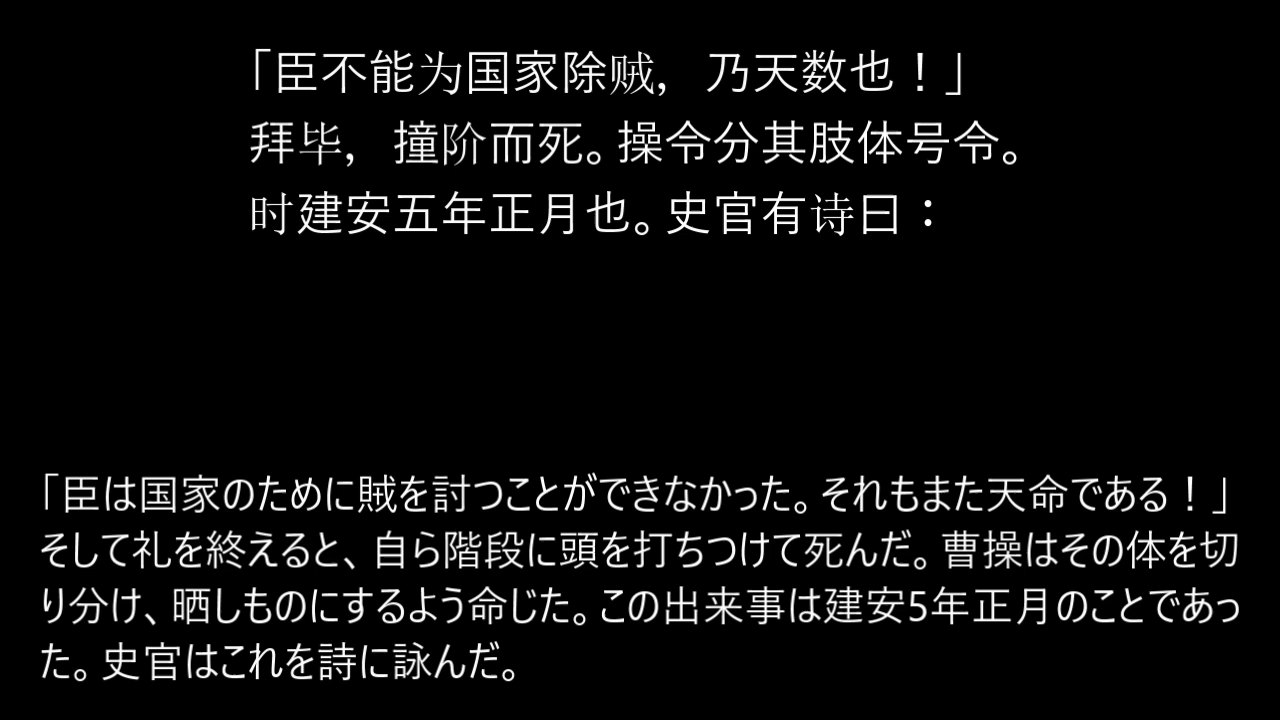 「臣不能为国家除贼，乃天数也！」
拜毕，撞阶而死。操令分其肢体号令。
时建安五年正月也。史官有诗曰：
「臣は国家のために賊を討つことができなかった。それもまた天命である！」
そして礼を終えると、自ら階段に頭を打ちつけて死んだ。曹操はその体を切
り分け、晒しものにするよう命じた。この出来事は建安5年正月のことであっ
た。史官はこれを詩に詠んだ。